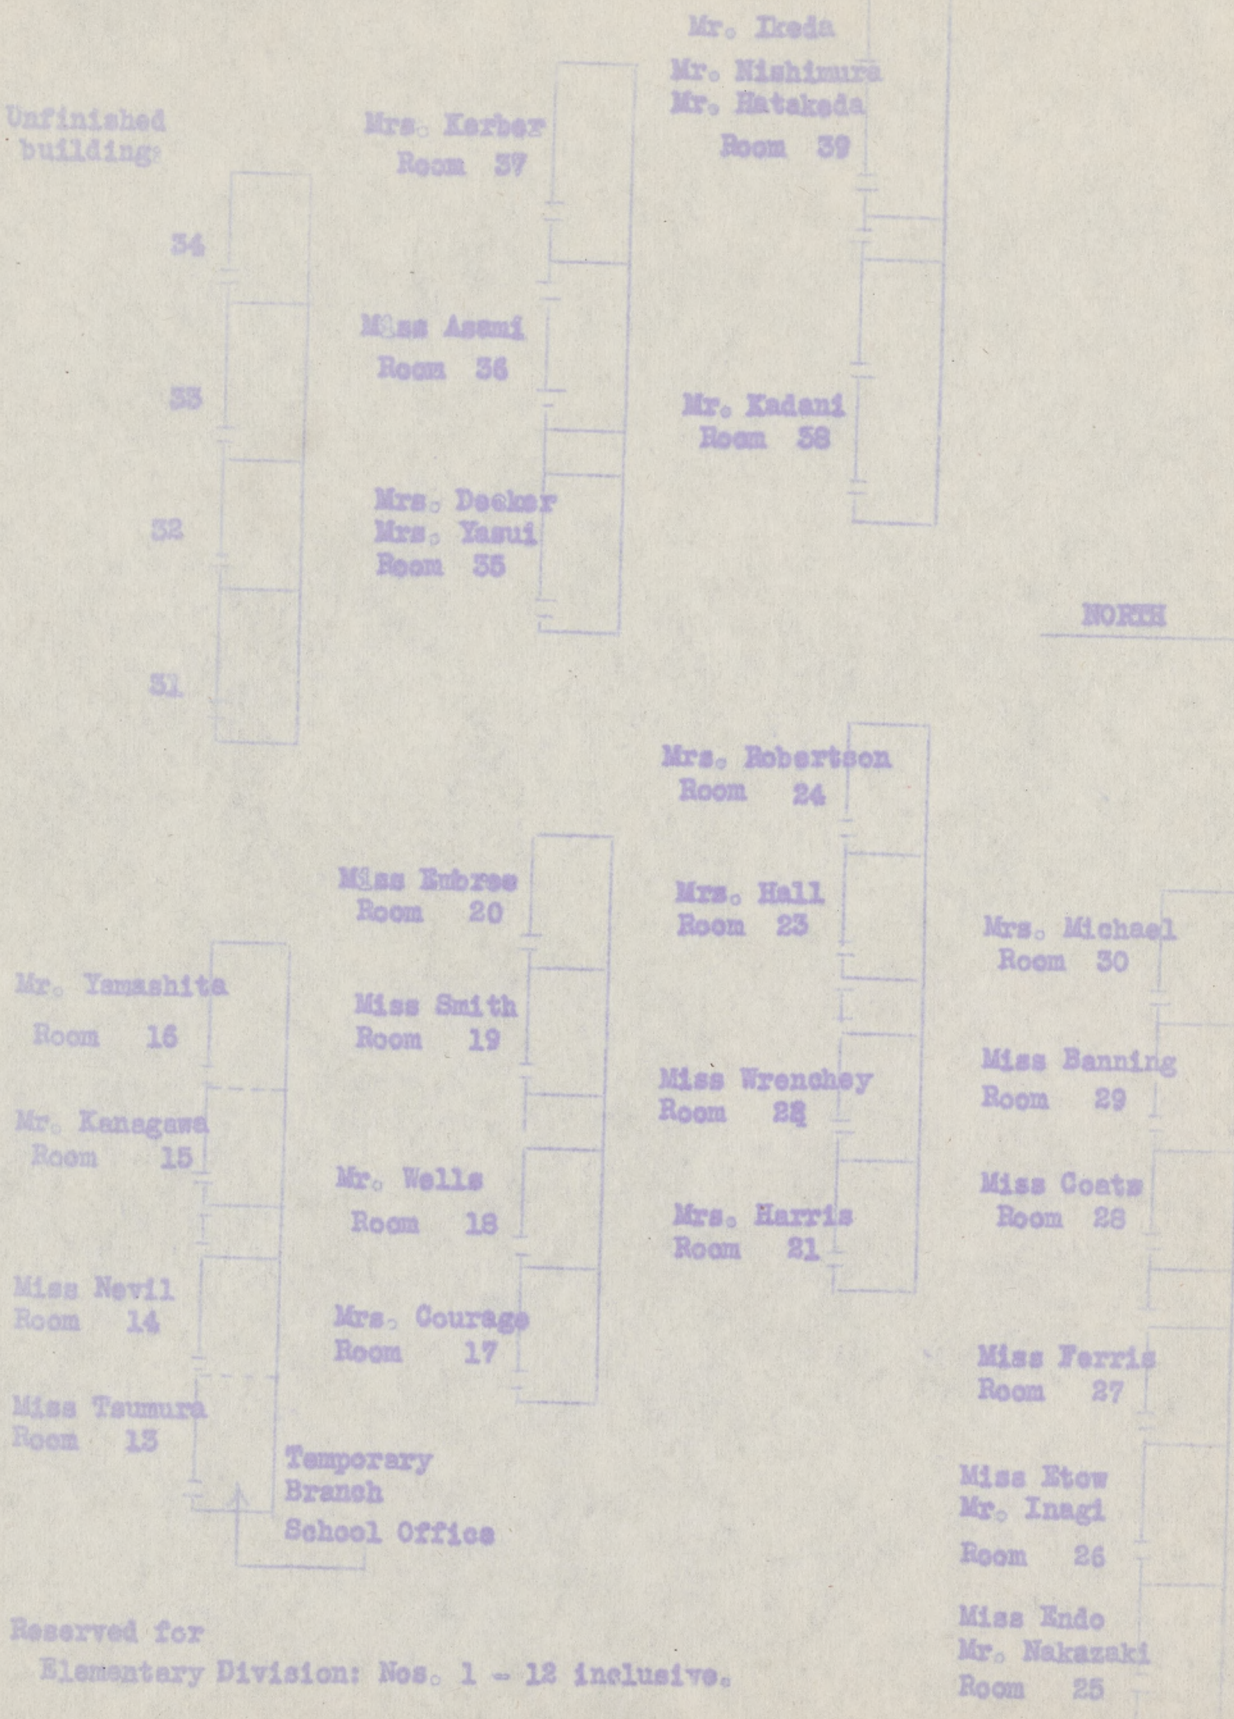 Unfinished
buildings
34
33
32
31
Mrs. Kerber
Room 37
Miss Asami
Room 36
Mrs. Decker
Mrs. Yasui
Room 35
Mr. Ikeda
Mr. Nishimura
Mr. Hatakeda
Room 39
Mr. Kadani
Room 38
NORTH
Mr. Yamashita
Room 16
Mr. Kanagawa
Room 15
Miss Nevil
Room 14
Miss Tsumura
Room 13
Temporary
Branch
School Office
Miss Embree
Room 20
Miss Smith
Room 19
Mr. Wells
Room 18
Mrs. Courage
Room 17
Mrs. Robertson
Room 24
Mrs. Hall
Room 23
Miss Wrenchey
Room
Mrs. Harris
Room 21
Mrs. Michael
Room 30
Miss Banning
Room 29
Miss Coats
Room 28
Miss Ferris
Room 27
Miss Etow
Mr. Inagi
Room 26
Miss Endo
Mr. Nakazaki
Room 25
Reserved for
Elementary Division: Nos. 1 - 12 inclusive.